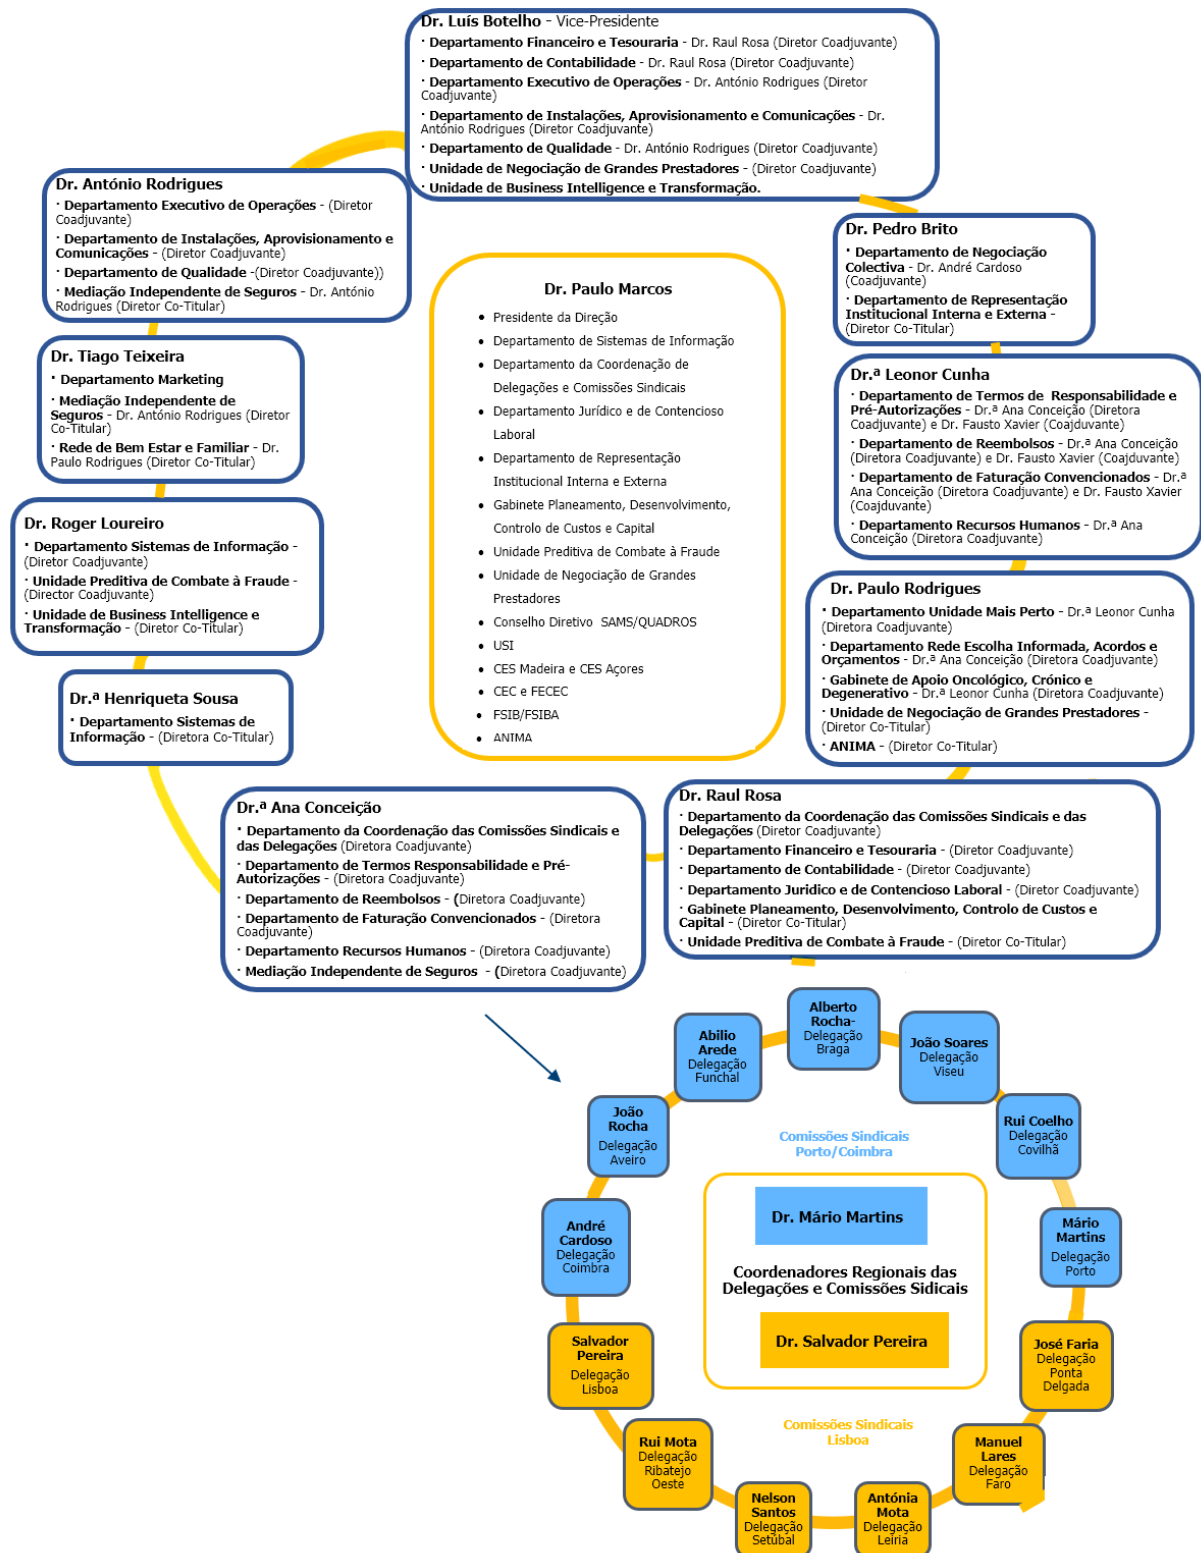 Dr. Luís Botelho - Vice-Presidente
· Departamento Financeiro e Tesouraria - Dr. Raul Rosa (Diretor Coadjuvante)
· Departamento de Contabilidade - Dr. Raul Rosa (Diretor Coadjuvante)
· Departamento Executivo de Operações - Dr. António Rodrigues (Diretor
Coadjuvante)
· Departamento de Instalações, Aprovisionamento e Comunicações - Dr.
António Rodrigues (Diretor Coadjuvante)
· Departamento de Qualidade - Dr. António Rodrigues (Diretor Coadjuvante)
· Unidade de Negociação de Grandes Prestadores - (Diretor Coadjuvante)
· Unidade de Business Intelligence e Transformação.
Dr. António Rodrigues
· Departamento Executivo de Operações - (Diretor
Coadjuvante)
· Departamento de Instalações, Aprovisionamento e
Comunicações - (Diretor Coadjuvante)
· Departamento de Qualidade -(Diretor Coadjuvante))
· Mediação Independente de Seguros - Dr. António
Rodrigues (Diretor Co-Titular)
Dr. Pedro Brito
· Departamento de Negociação
Colectiva - Dr. André Cardoso
(Coadjuvante)
· Departamento de Representação
Institucional Interna e Externa -
(Diretor Co-Titular)
Dr. Paulo Marcos
• Presidente da Direção
• Departamento de Sistemas de Informação
• Departamento da Coordenação de
Delegações e Comissões Sindicais
• Departamento Jurídico e de Contencioso
Laboral
• Departamento de Representação
Institucional Interna e Externa
• Gabinete Planeamento, Desenvolvimento,
Controlo de Custos e Capital
• Unidade Preditiva de Combate à Fraude
• Unidade de Negociação de Grandes
Prestadores
• Conselho Diretivo SAMS/QUADROS
• USI
• CES Madeira e CES Açores
• CEC e FECEC
• FSIB/FSIBA
• ANIMA
Dr. Tiago Teixeira
· Departamento Marketing
· Mediação Independente de
Seguros - Dr. António Rodrigues (Diretor
Co-Titular)
· Rede de Bem Estar e Familiar - Dr.
Paulo Rodrigues (Diretor Co-Titular)
Dr.ª Leonor Cunha
· Departamento de Termos de Responsabilidade e
Pré-Autorizações - Dr.ª Ana Conceição (Diretora
Coadjuvante) e Dr. Fausto Xavier (Coajduvante)
· Departamento de Reembolsos - Dr.ª Ana Conceição
(Diretora Coadjuvante) e Dr. Fausto Xavier (Coajduvante)
· Departamento de Faturação Convencionados - Dr.ª
Ana Conceição (Diretora Coadjuvante) e Dr. Fausto Xavier
(Coajduvante)
· Departamento Recursos Humanos - Dr.ª Ana
Conceição (Diretora Coadjuvante)
Dr. Roger Loureiro
· Departamento Sistemas de Informação -
(Diretor Coadjuvante)
· Unidade Preditiva de Combate à Fraude -
(Director Coadjuvante)
· Unidade de Business Intelligence e
Transformação - (Diretor Co-Titular)
Dr. Paulo Rodrigues
· Departamento Unidade Mais Perto - Dr.ª Leonor Cunha
(Diretora Coadjuvante)
· Departamento Rede Escolha Informada, Acordos e
Orçamentos - Dr.ª Ana Conceição (Diretora Coadjuvante)
· Gabinete de Apoio Oncológico, Crónico e
Degenerativo - Dr.ª Leonor Cunha (Diretora Coadjuvante)
· Unidade de Negociação de Grandes Prestadores -
(Diretor Co-Titular)
· ANIMA - (Diretor Co-Titular)
Dr.ª Henriqueta Sousa
· Departamento Sistemas de
Informação - (Diretora Co-Titular)
Dr.ª Ana Conceição
· Departamento da Coordenação das Comissões Sindicais e
das Delegações (Diretora Coadjuvante)
· Departamento de Termos Responsabilidade e Pré-
Autorizações - (Diretora Coadjuvante)
· Departamento de Reembolsos - (Diretora Coadjuvante)
· Departamento de Faturação Convencionados - (Diretora
Coadjuvante)
· Departamento Recursos Humanos - (Diretora Coadjuvante)
· Mediação Independente de Seguros - (Diretora Coadjuvante)
Dr. Raul Rosa
· Departamento da Coordenação das Comissões Sindicais e das
Delegações (Diretor Coadjuvante)
· Departamento Financeiro e Tesouraria - (Diretor Coadjuvante)
· Departamento de Contabilidade - (Diretor Coadjuvante)
· Departamento Juridico e de Contencioso Laboral - (Diretor Coadjuvante)
· Gabinete Planeamento, Desenvolvimento, Controlo de Custos e
Capital - (Diretor Co-Titular)
· Unidade Preditiva de Combate à Fraude - (Diretor Co-Titular)
Alberto
Rocha-
Delegação
Braga
Abilio
Arede
Delegação
Funchal
João Soares
Delegação
Viseu
João
Rocha
Delegação
Aveiro
Rui Coelho
Delegação
Covilhã
Comissões Sindicais
Porto/Coimbra
André
Cardoso
Delegação
Coimbra
Mário
Martins
Delegação
Porto
Dr. Mário Martins
Coordenadores Regionais das
Delegações e Comissões Sidicais
Dr. Salvador Pereira
Salvador
Pereira
Delegação
Lisboa
José Faria
Delegação
Ponta
Delgada
Comissões Sindicais
Lisboa
Rui Mota
Delegação
Ribatejo
Oeste
Manuel
Lares
Delegação
Faro
Nelson
Santos
Delegação
Setúbal
Antónia
Mota
Delegação
Leiria